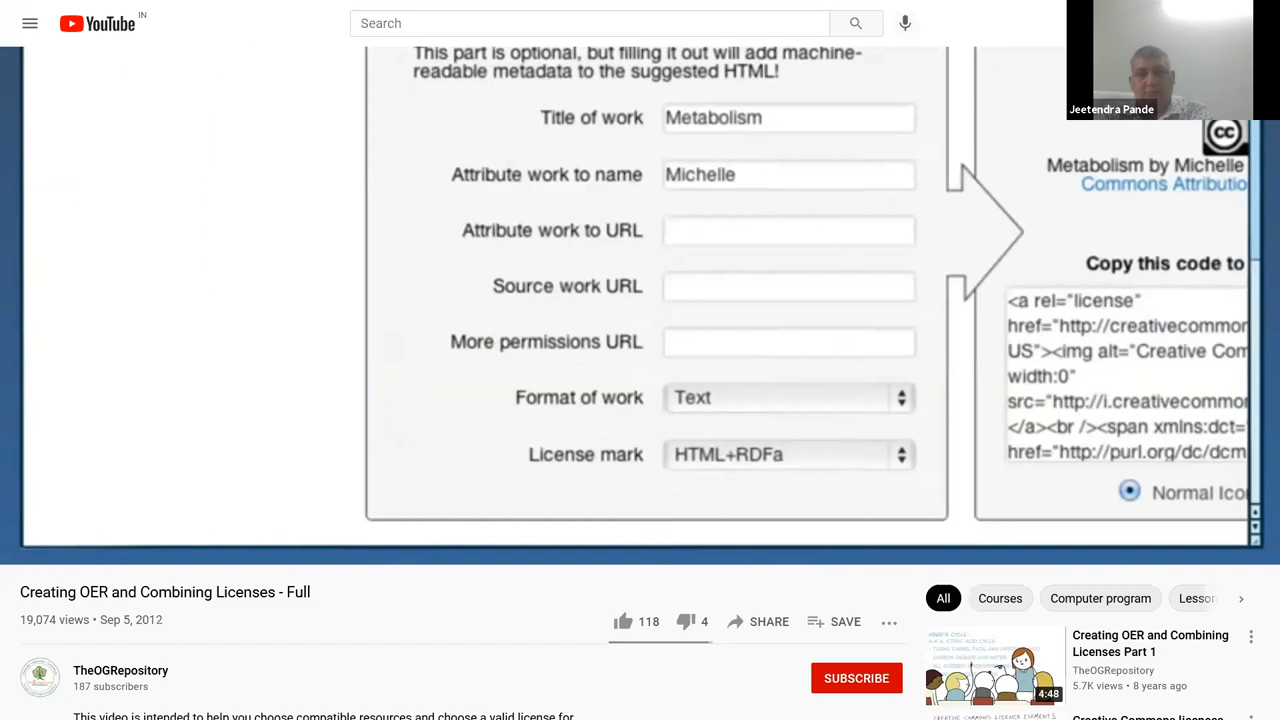 YouTube IN
Search
Jeetendra Pande
This part is optional, but filling it out will add machine-
readable metadata to the suggested HTML!
Title of work Metabolism
Attribute work to name Michelle
Attribute work to URL
Source work URL
More permissions URL
Format of work Text
License mark HTML+RDFa
cc
Metabolism by Michelle
Commons Attributio
Copy this code to
<a rel="license"
href="http://creativecommon
US"><img alt="Creative Com
width:0"
src="http://i.creativecommo
</a><br /><span xmlns:dct="
href="http://purl.org/dc/dcm
Normal Ico
Creating OER and Combining Licenses - Full
19,074 views • Sep 5, 2012
118
4
SHARE
SAVE
TheOGRepository
187 subscribers
SUBSCRIBE
This video is intended to help you choose compatible resources and choose a valid license for
All
Courses
Computer program
Lesson
4:48
Creating OER and Combining
Licenses Part 1
TheOGRepository
5.7K views • 8 years ago